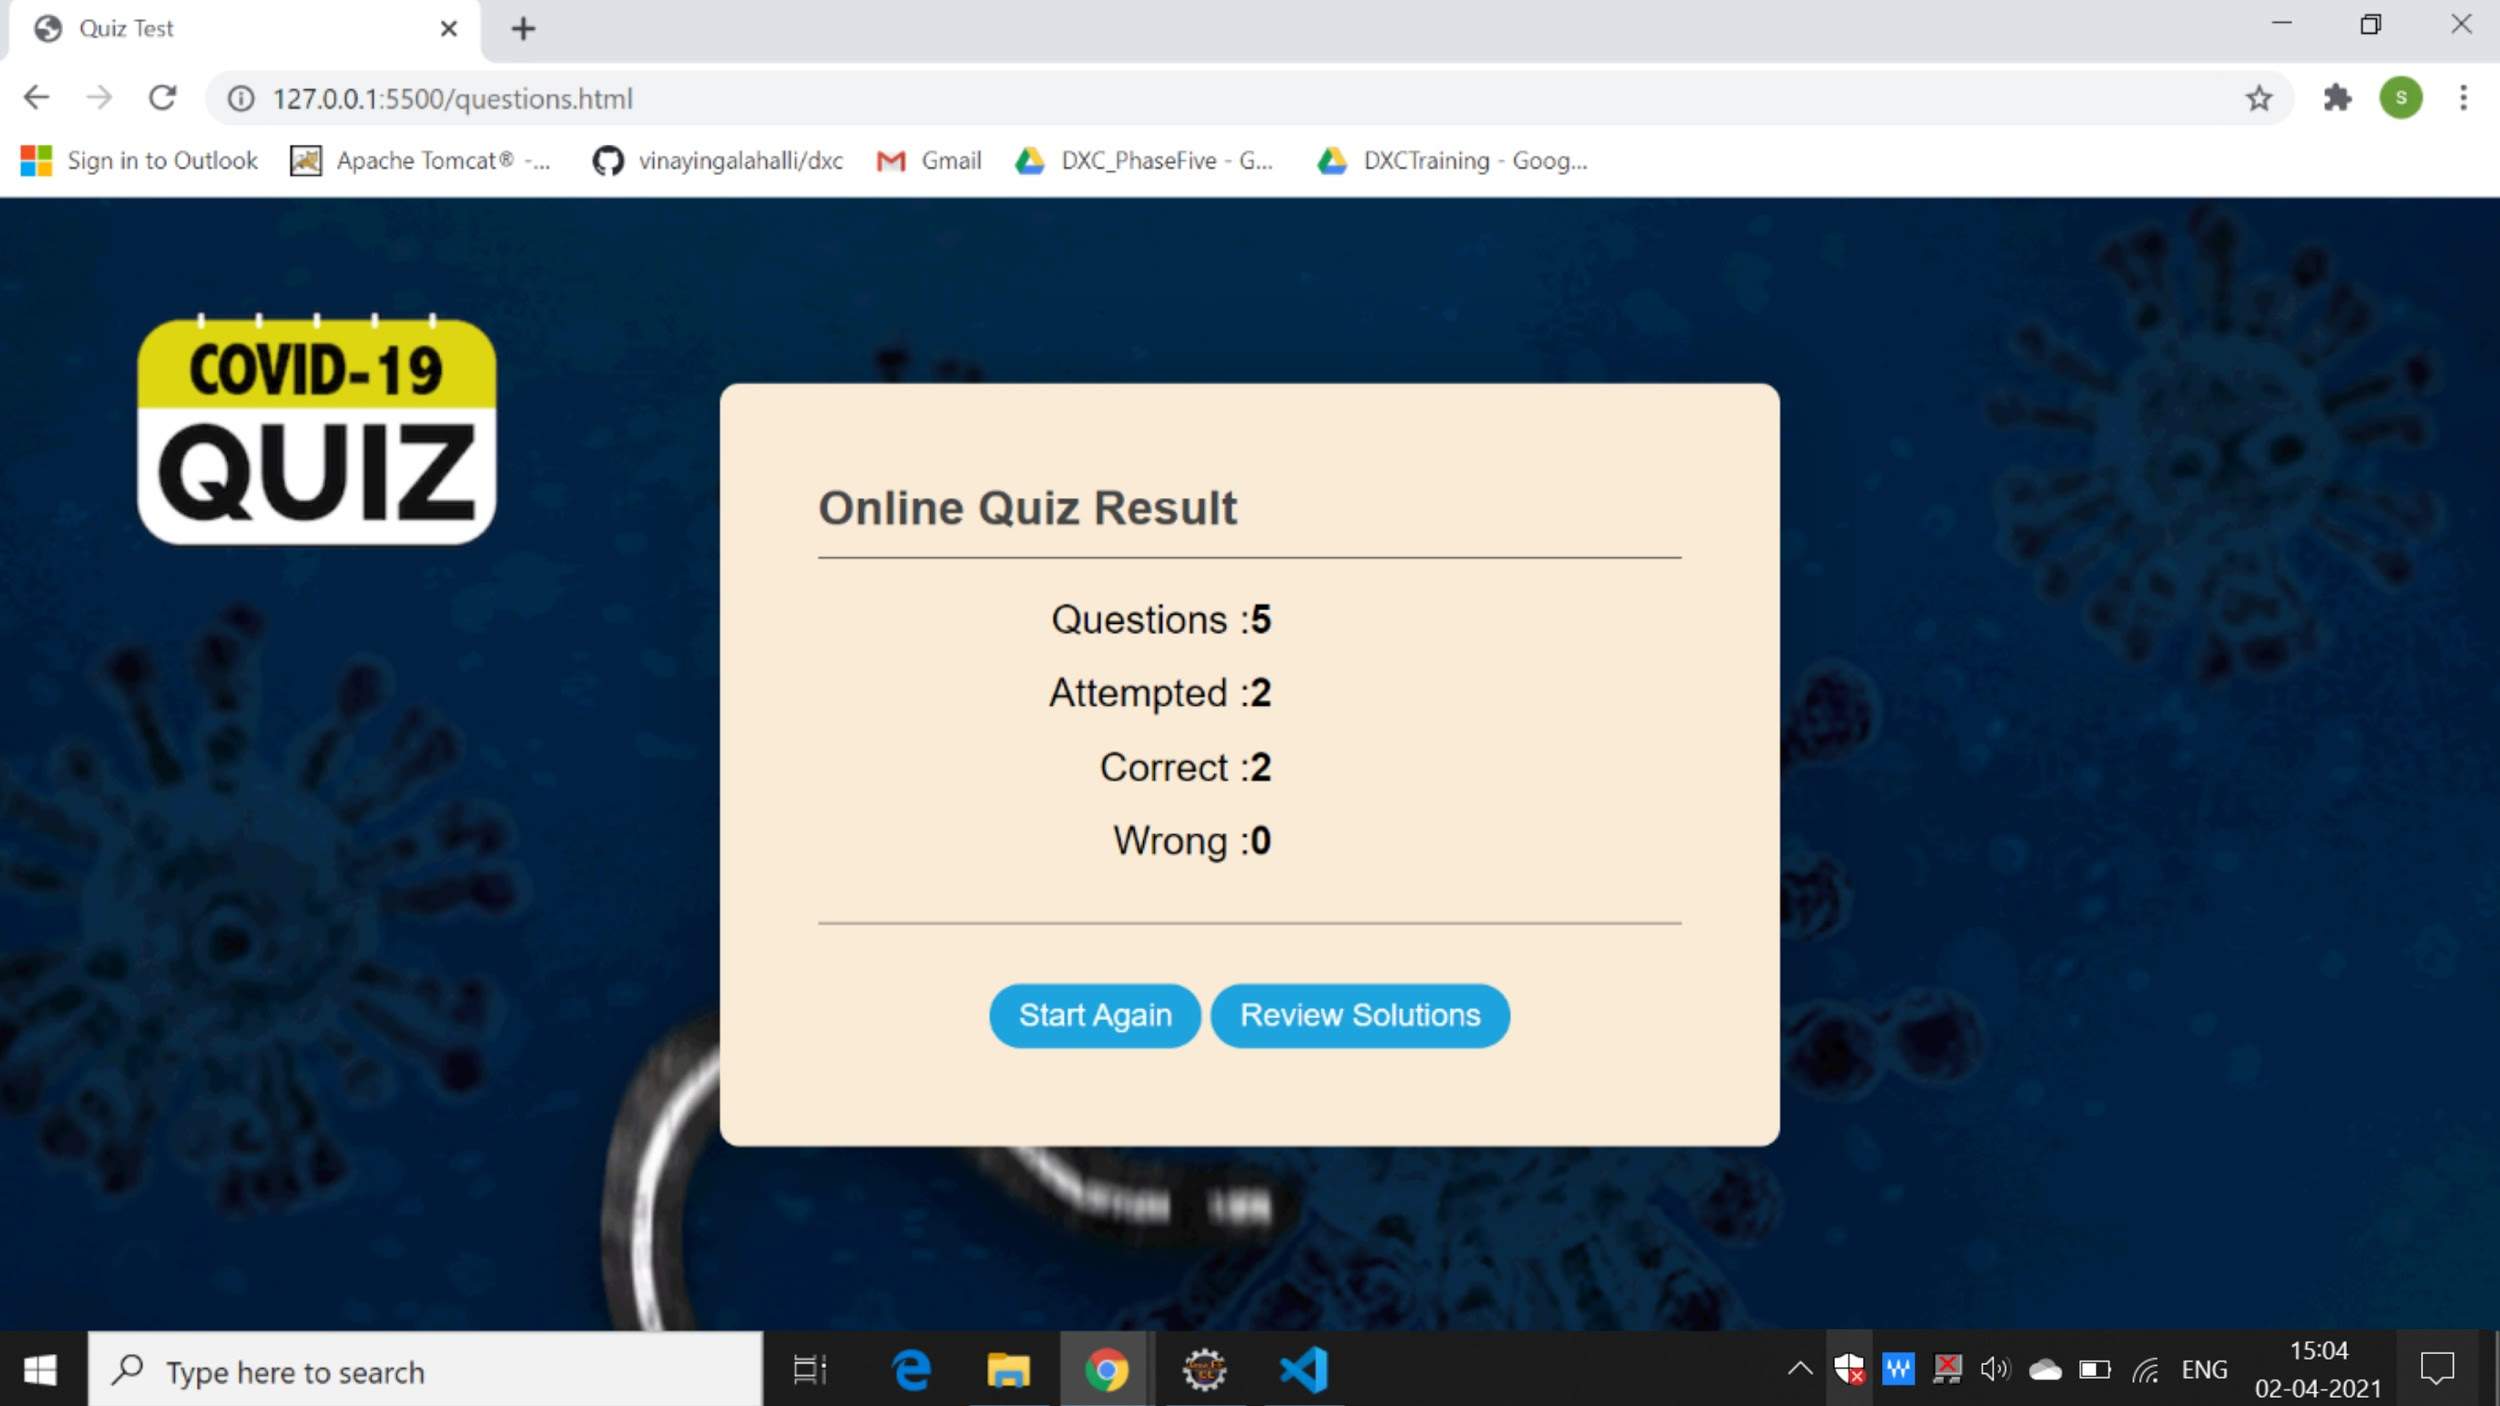 Quiz Test
127.0.0.1:5500/questions.html
S
Sign in to Outlook
Apache Tomcat® -...
vinayingalahalli/dxc
Gmail
DXC_PhaseFive - G...
DXCTraining - Goog...
COVID-19
QUIZ
Online Quiz Result
Questions :5
Attempted :2
Correct :2
Wrong :0
Start Again
Review Solutions
Type here to search
W
ENG
15:04
02-04-2021